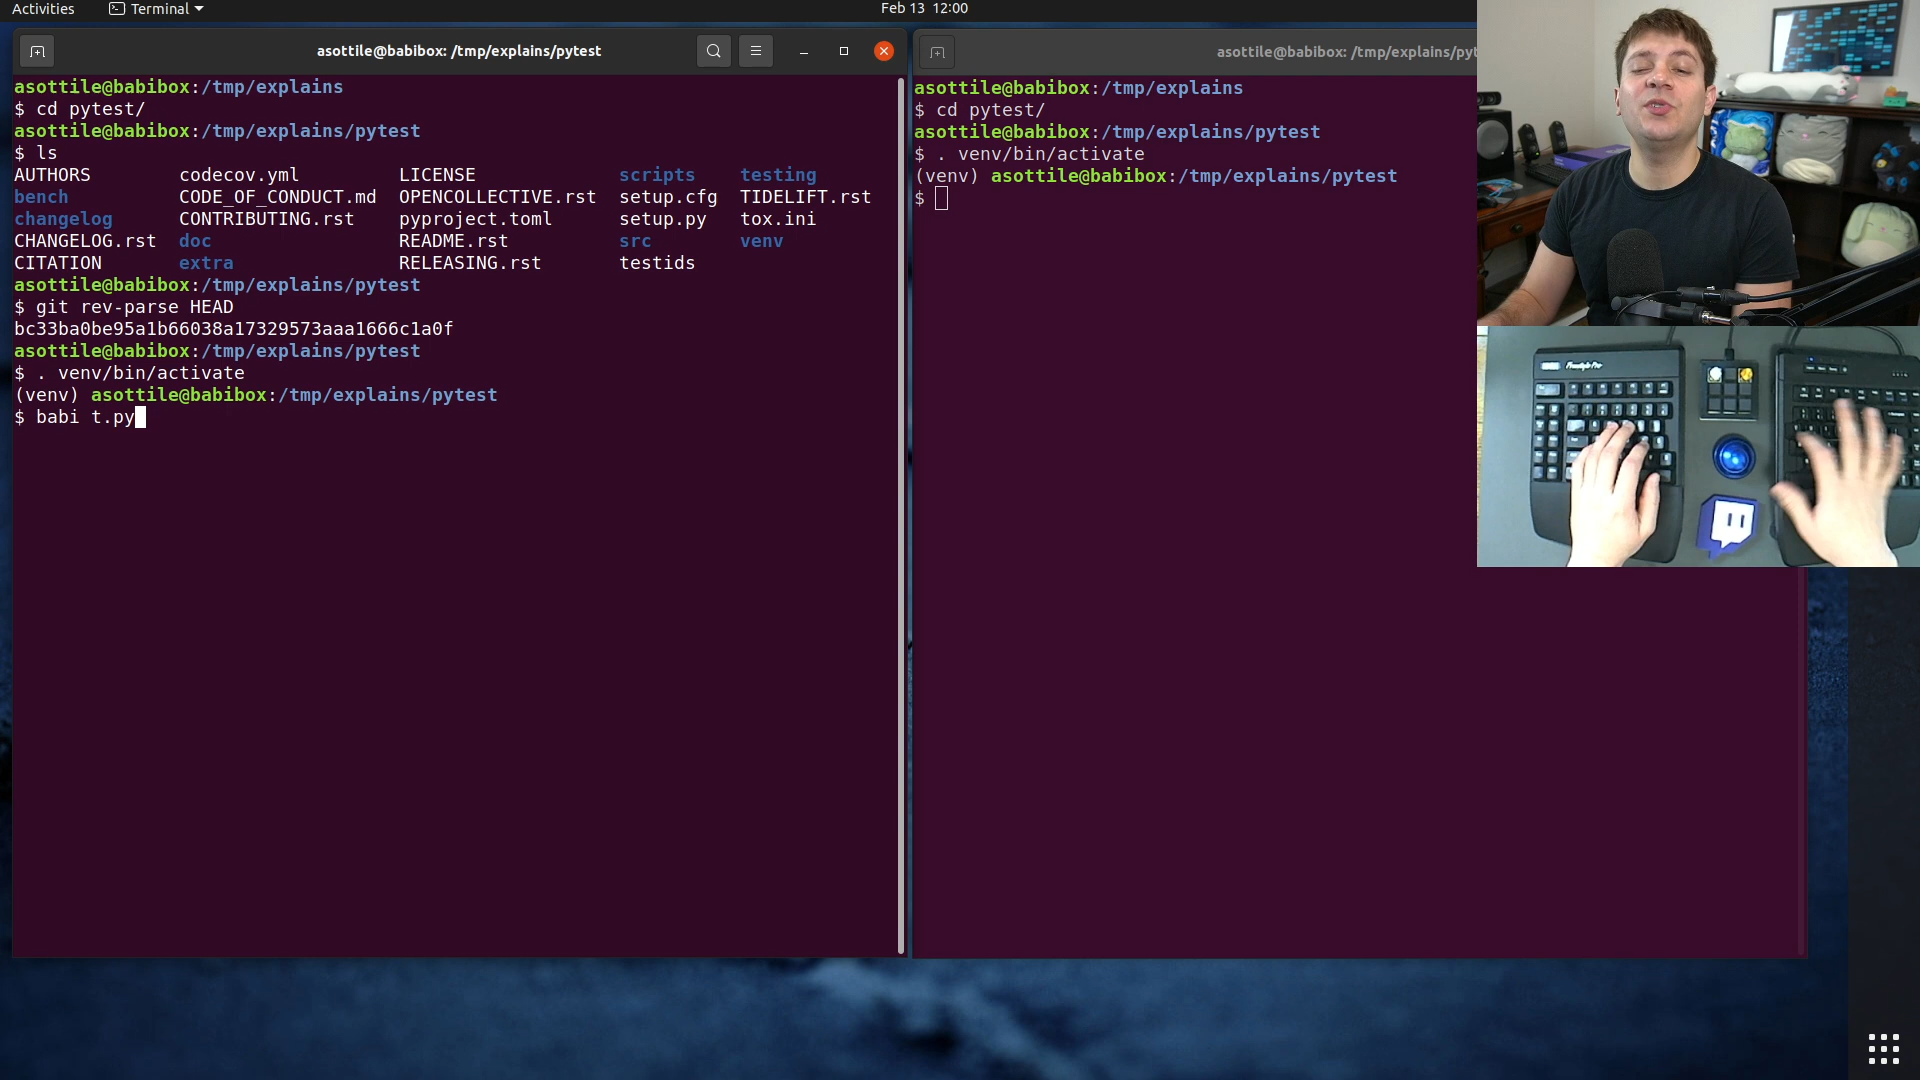 Activities Terminal Feb 13 12:00
asottile@babibox: /tmp/explains/pytest
asottile@babibox:/tmp/explains
$ cd pytest/
asottile@babibox:/tmp/explains/pytest
$ ls
AUTHORS codecov.yml LICENSE scripts testing
bench CODE_OF_CONDUCT.md OPENCOLLECTIVE.rst setup.cfg TIDELIFT.rst
changelog CONTRIBUTING.rst pyproject.toml setup.py tox.ini
CHANGELOG.rst doc README.rst src venv
CITATION extra RELEASING.rst testids
asottile@babibox:/tmp/explains/pytest
$ git rev-parse HEAD
bc33ba0be95a1b66038a17329573aaa1666c1a0f
asottile@babibox:/tmp/explains/pytest
$ . venv/bin/activate
(venv) asottile@babibox:/tmp/explains/pytest
$ babi t.py
asottile@babibox: /tmp/explains/pyt
asottile@babibox:/tmp/explains
$ cd pytest/
asottile@babibox:/tmp/explains/pytest
$ . venv/bin/activate
(venv) asottile@babibox:/tmp/explains/pytest
$
Freestyle Pro